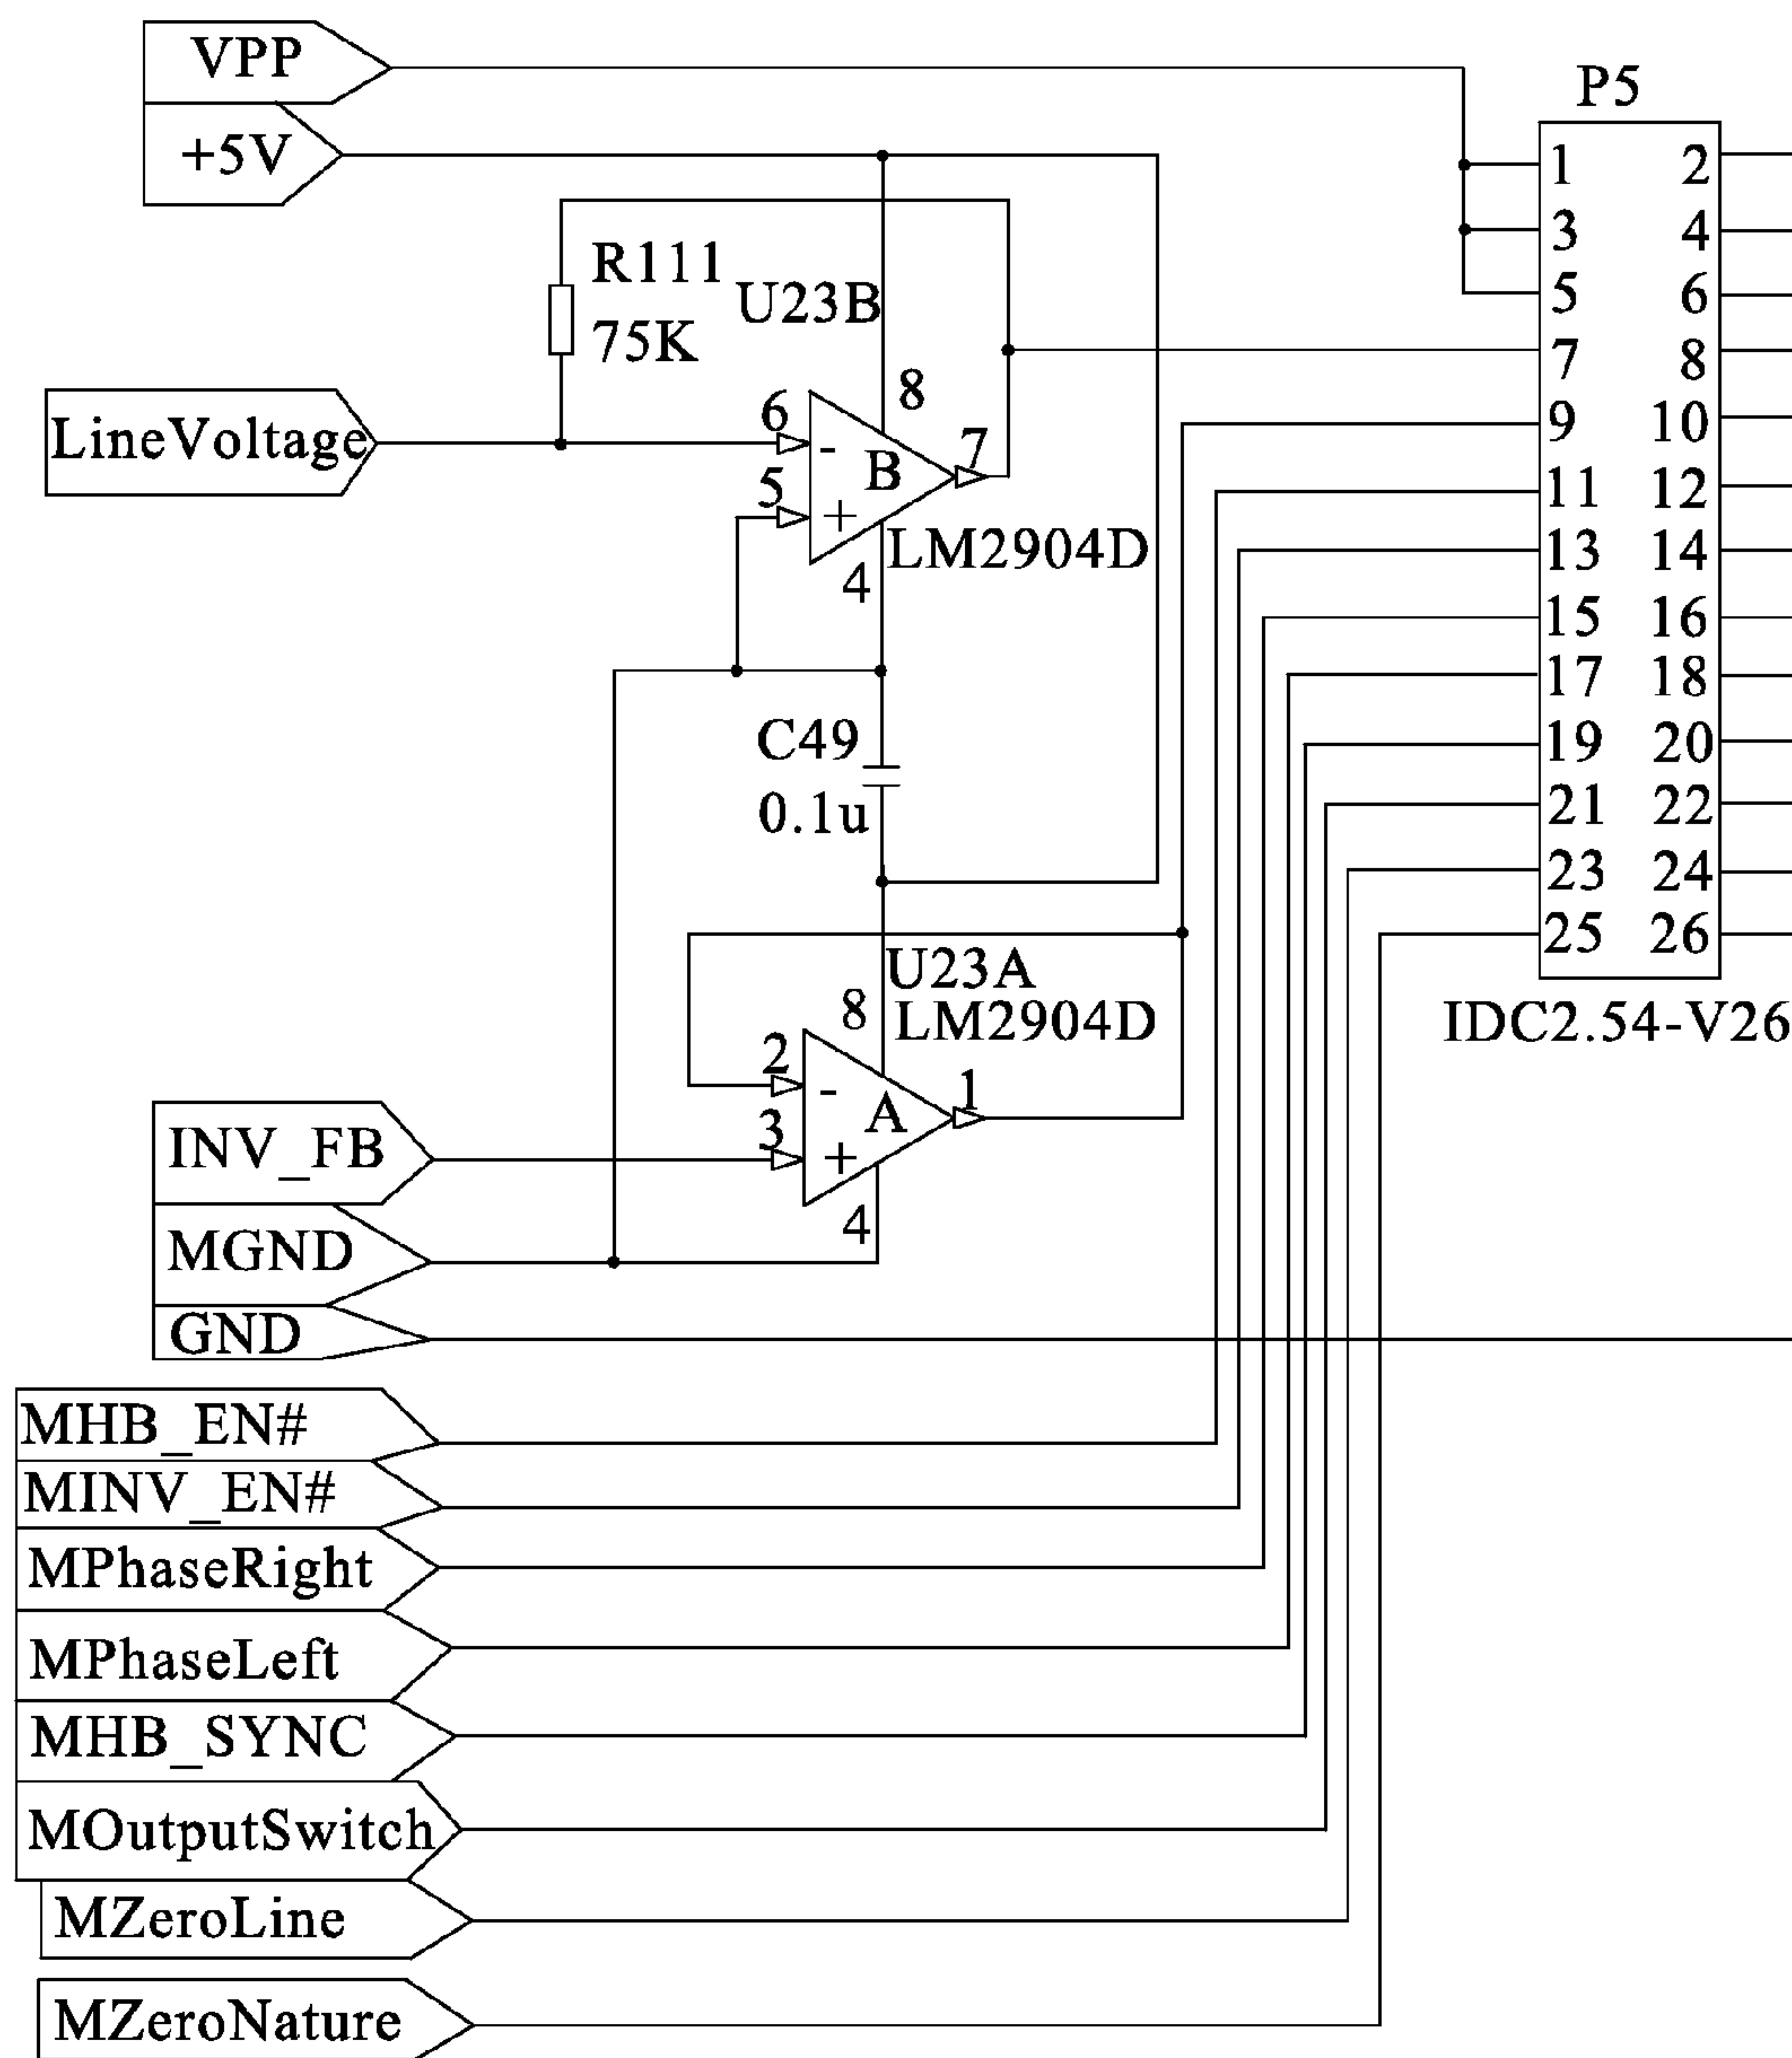 VPP
P5
+5V
1 2
3 4
R111
U23B
5 6
75K
7 8
8
6
9 10
LineVoltage
-
B
7
5
+
11 12
LM2904D
13 14
4
15 16
17 18
C49
19 20
0.1u
21 22
23 24
25 26
U23A
8
LM2904D
IDC2.54-V26
2
-
1
A
3
INV_FB
+
4
MGND
GND
MHB_EN#
MINV_EN#
MPhaseRight
MPhaseLeft
MHB_SYNC
MOutputSwitch
MZeroLine
MZeroNature